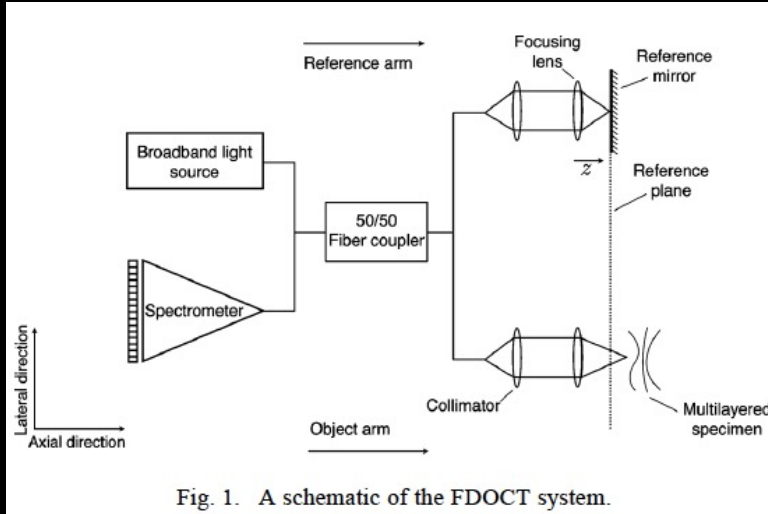 Reference arm
Focusing
lens
Reference
mirror
Broadband light
source
z
Reference
plane
50/50
Fiber coupler
Spectrometer
Lateral direction
Axial direction
Collimator
Object arm
Multilayered
specimen
Fig. 1. A schematic of the FDOCT system.